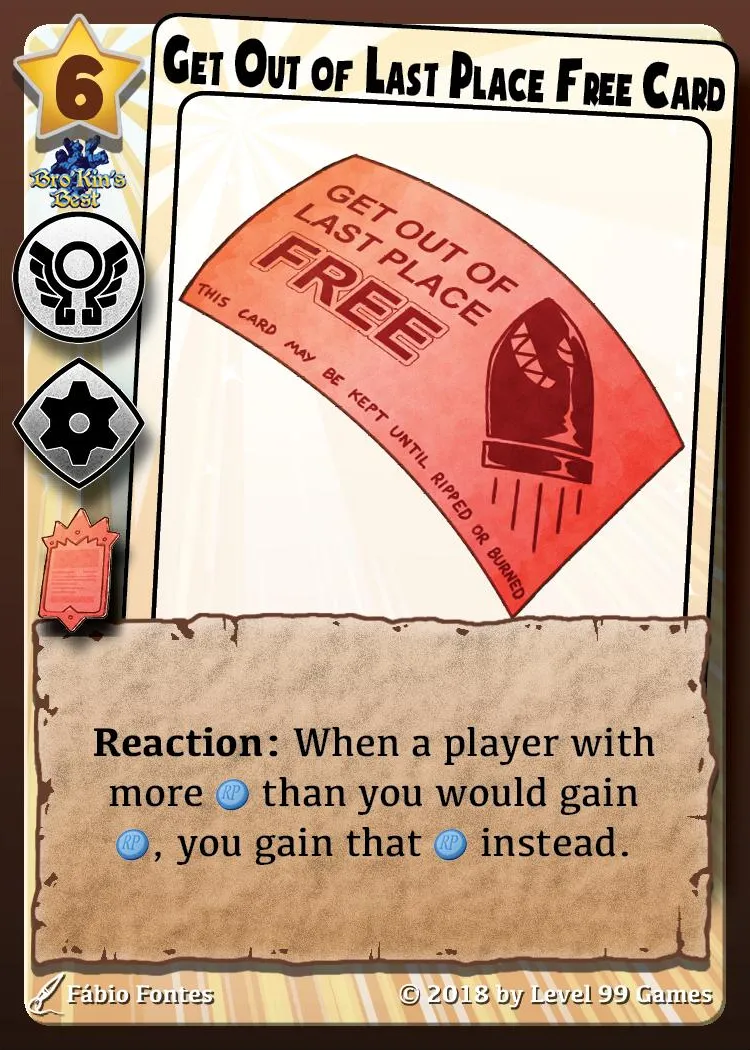 6
Get Out of Last Place Free Card
Bro'Kin's
Best
GET OUT OF
LAST PLACE
FREE
THIS CARD MAY BE KEPT UNTIL RIPPED OR BURNED
Reaction: When a player with
more RP than you would gain
RP, you gain that RP instead.
Fábio Fontes
© 2018 by Level 99 Games